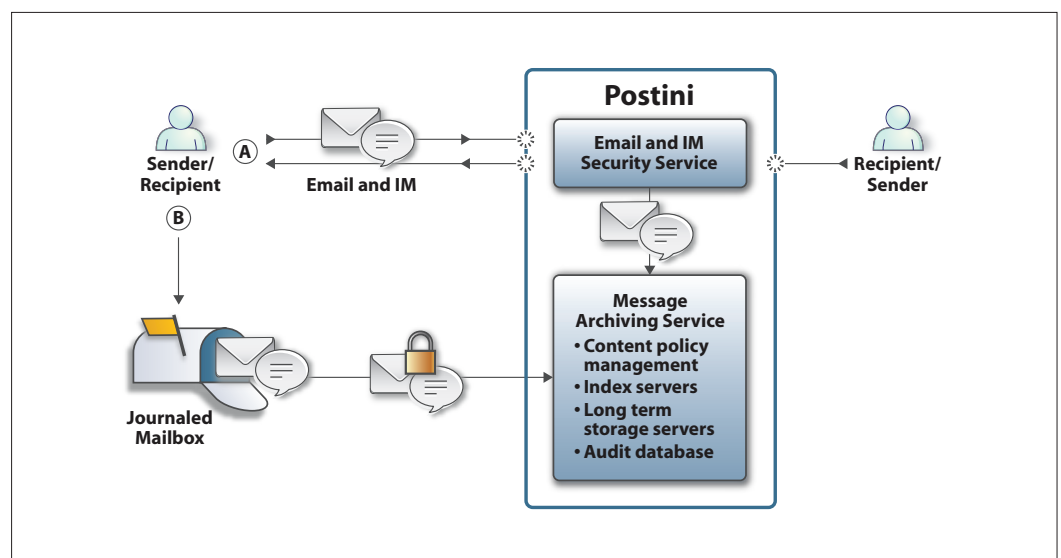 Postini
Email and IM
Security Service
Sender/
Recipient
A
Email and IM
Recipient/
Sender
B
Message
Archiving Service
• Content policy
management
• Index servers
• Long term
storage servers
• Audit database
Journaled
Mailbox